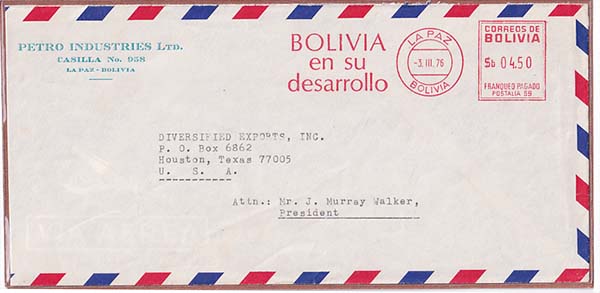 PETRO INDUSTRIES LTD.
CASILLA No. 958
LA PAZ - BOLIVIA
BOLIVIA
en su
desarrollo
LA PAZ
-3. III. 76
BOLIVIA
CORREOS DE
BOLIVIA
$b 04.50
FRANQUEO PAGADO
POSTALIA 59
DIVERSIFIED EXPORTS, INC.
P. O. Box 6862
Houston, Texas 77005
U. S. A.
Attn.: Mr. J. Murray Walker,
President